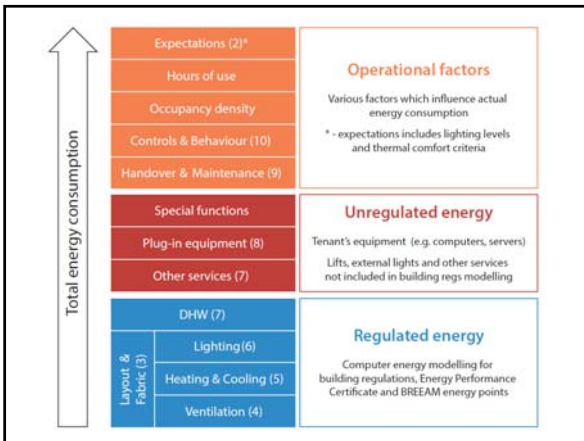 Total energy consumption
Expectations (2)*
Hours of use
Occupancy density
Controls & Behaviour (10)
Handover & Maintenance (9)
Operational factors
Various factors which influence actual
energy consumption
* - expectations includes lighting levels
and thermal comfort criteria
Special functions
Plug-in equipment (8)
Other services (7)
Unregulated energy
Tenant's equipment (e.g. computers, servers)
Lifts, external lights and other services
not included in building regs modelling
DHW (7)
Layout &
Fabric (3)
Lighting(6)
Heating & Cooling (5)
Ventilation (4)
Regulated energy
Computer energy modelling for
building regulations, Energy Performance
Certificate and BREEAM energy points